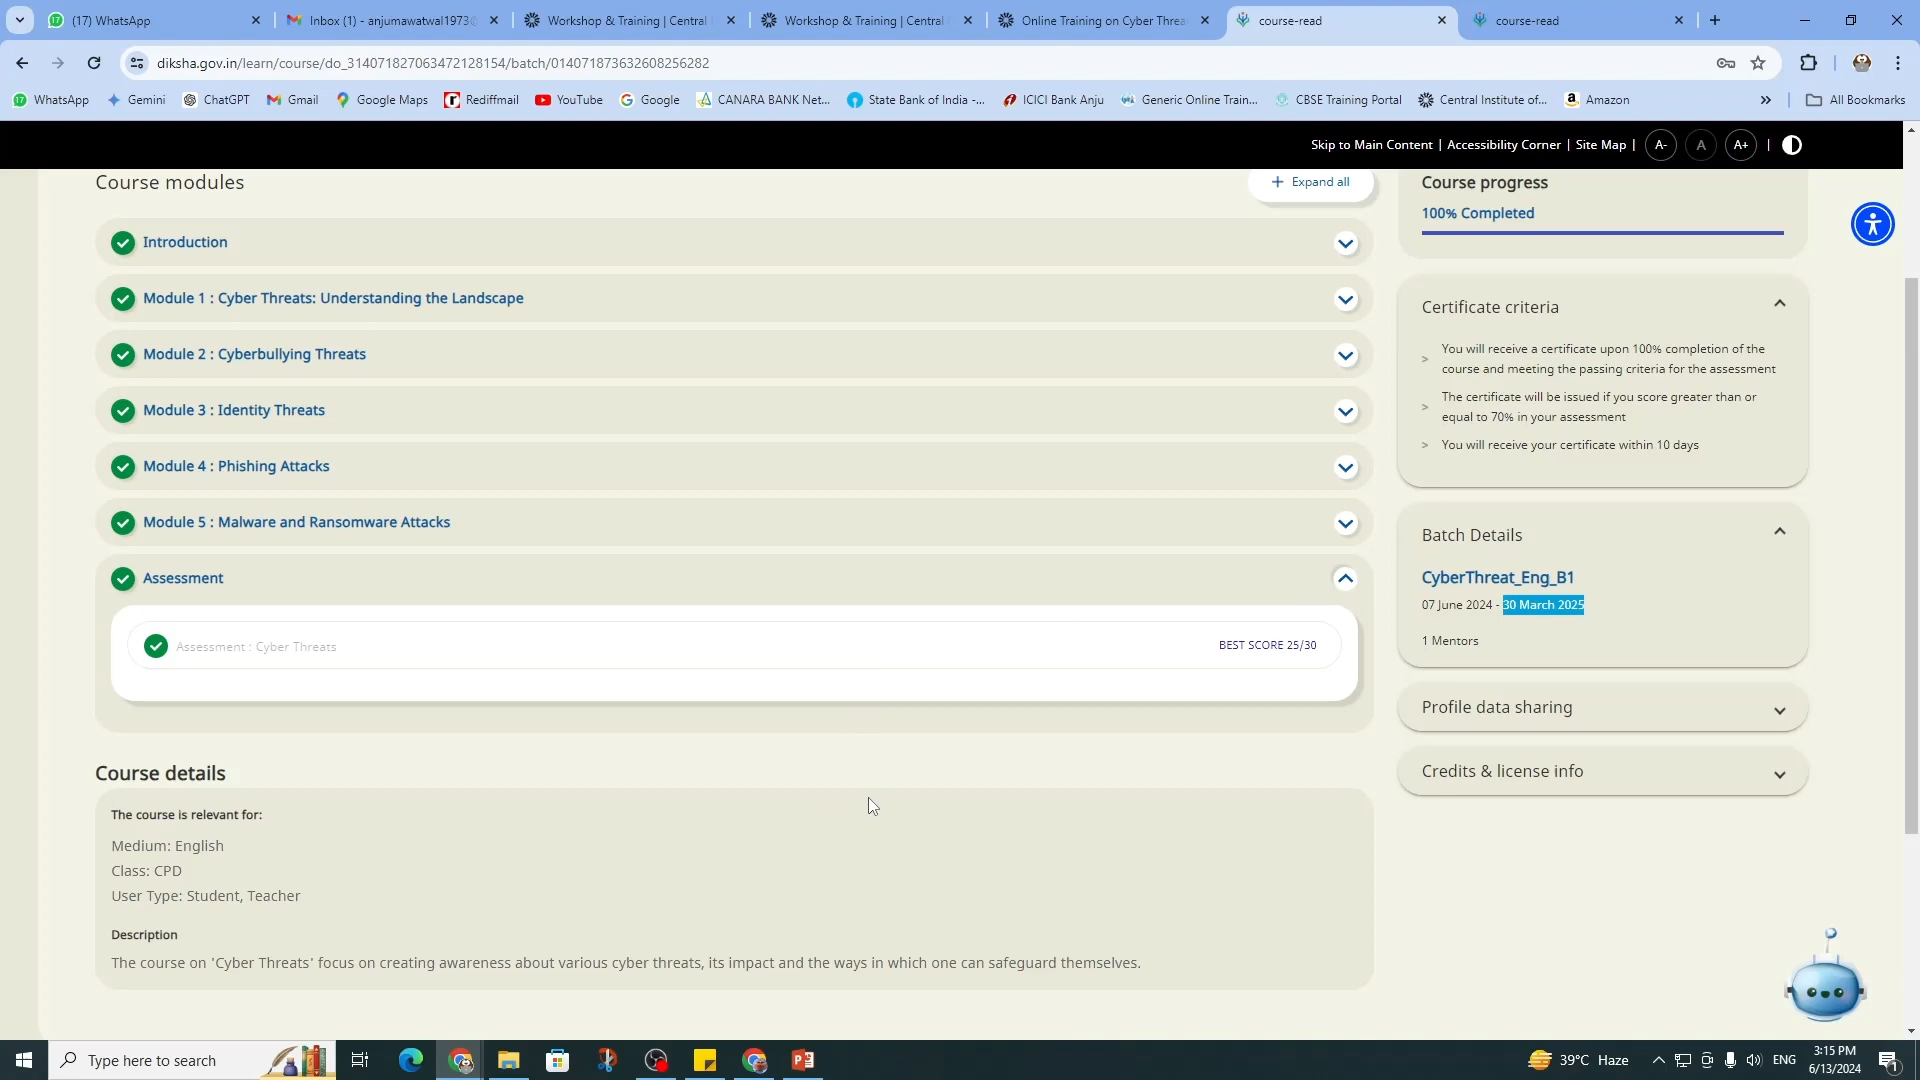 (17) WhatsApp
Inbox (1) - anjumawatwal1973@
Workshop & Training | Central
Workshop & Training | Central
Online Training on Cyber Threa
course-read
course-read
diksha.gov.in/learn/course/do_314071827063472128154/batch/014071873632608256282
WhatsApp
Gemini
ChatGPT
Gmail
Google Maps
Rediffmail
YouTube
Google
CANARA BANK Net...
State Bank of India -...
ICICI Bank Anju
Generic Online Train...
CBSE Training Portal
Central Institute of...
Amazon
» All Bookmarks
Skip to Main Content | Accessibility Corner | Site Map | A- A A+ |
Course modules
+ Expand all
Introduction
Module 1 : Cyber Threats: Understanding the Landscape
Module 2 : Cyberbullying Threats
Module 3 : Identity Threats
Module 4 : Phishing Attacks
Module 5 : Malware and Ransomware Attacks
Assessment
Assessment : Cyber Threats
BEST SCORE 25/30
Course details
The course is relevant for:
Medium: English
Class: CPD
User Type: Student, Teacher
Description
The course on 'Cyber Threats' focus on creating awareness about various cyber threats, its impact and the ways in which one can safeguard themselves.
Course progress
100% Completed
Certificate criteria
> You will receive a certificate upon 100% completion of the
course and meeting the passing criteria for the assessment
> The certificate will be issued if you score greater than or
equal to 70% in your assessment
> You will receive your certificate within 10 days
Batch Details
CyberThreat_Eng_B1
07 June 2024 - 30 March 2025
1 Mentors
Profile data sharing
Credits & license info
Type here to search
39°C Haze
ENG
3:15 PM
6/13/2024
1